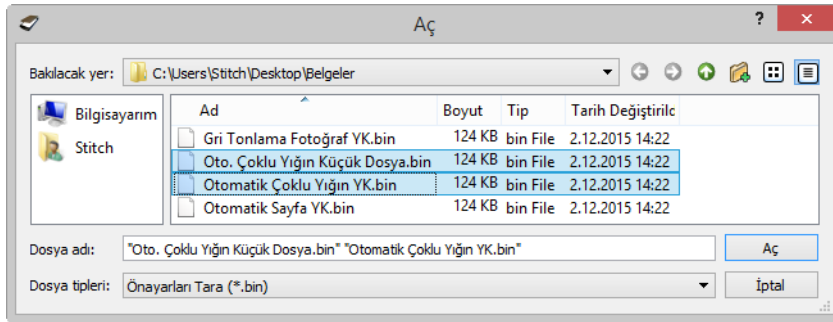 Aç
?
Bakılacak yer: C:\Users\Stitch\Desktop\Belgeler
Bilgisayarım
Stitch
Ad Boyut Tip Tarih Değiştirilc
Gri Tonlama Fotoğraf YK.bin 124 KB bin File 2.12.2015 14:22
Oto. Çoklu Yığın Küçük Dosya.bin 124 KB bin File 2.12.2015 14:22
Otomatik Çoklu Yığın YK.bin 124 KB bin File 2.12.2015 14:22
Otomatik Sayfa YK.bin 124 KB bin File 2.12.2015 14:22
Dosya adı: "Oto. Çoklu Yığın Küçük Dosya.bin" "Otomatik Çoklu Yığın YK.bin" Aç
Dosya tipleri: Önayarları Tara (*.bin) İptal